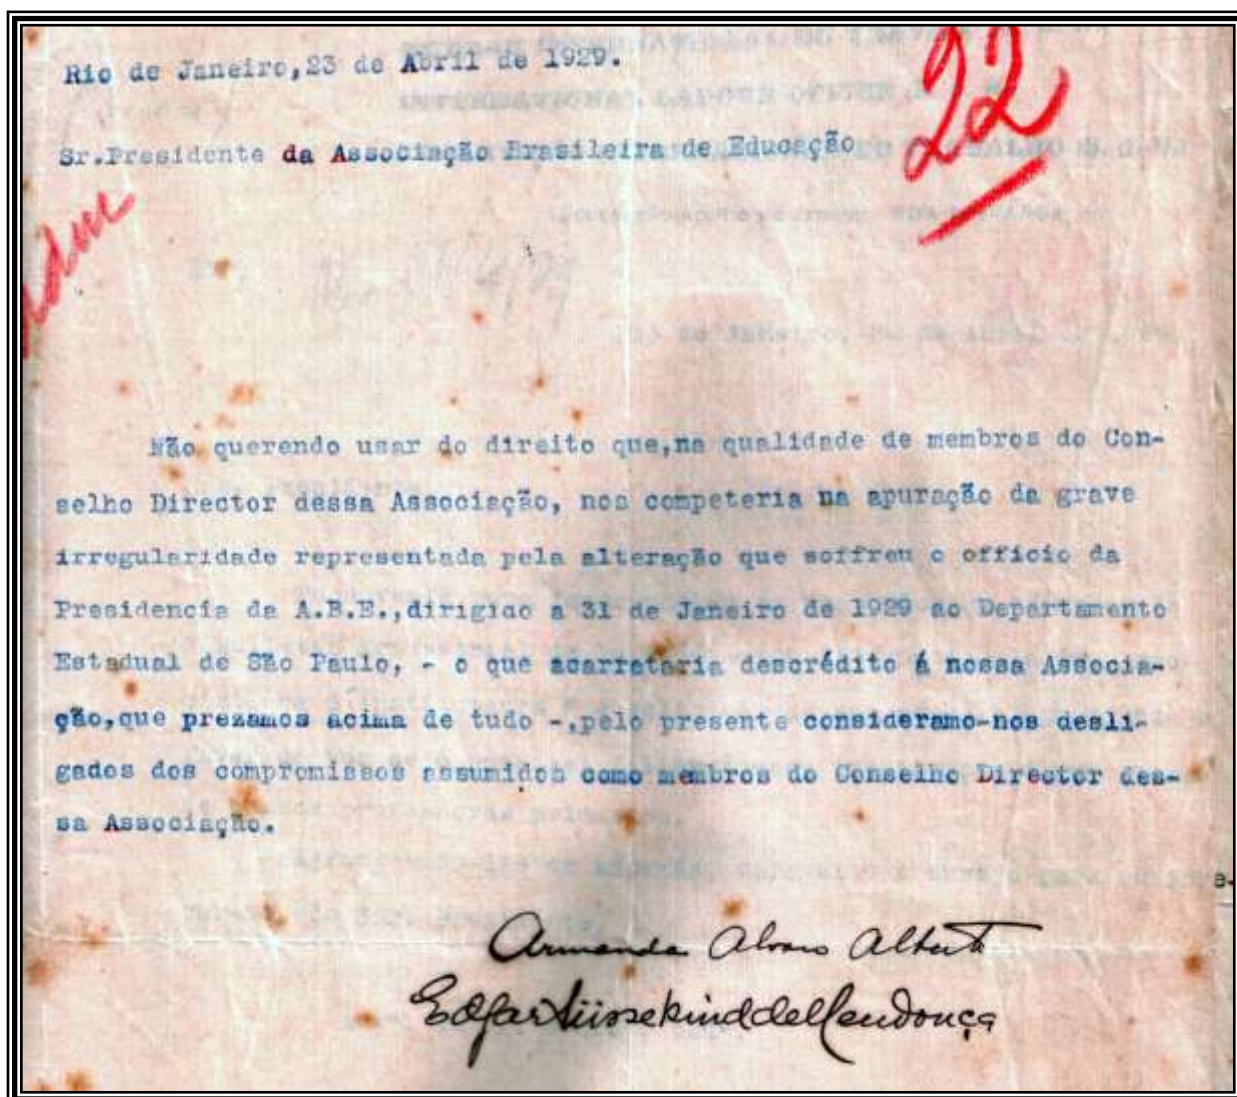 Rio de Janeiro,23 de Abril de 1929.
22
Sr.Presidente da Associação Brasileira de Educação
Não querendo usar do direito que,na qualidade de membros do Con-
selho Director dessa Associação, nos competeria na apuração da grave
irregularidade representada pela alteração que soffreu o officio da
Presidencia da A.B.E.,dirigido a 31 de Janeiro de 1929 ao Departamento
Estadual de São Paulo, - o que acarretaria descrédito á nossa Associa-
ção,que prezamos acima de tudo -,pelo presente consideramo-nos desli-
gados dos compromissos assumidos como membros do Conselho Director des-
sa Associação.
Armanda Alvaro Alberto
Edgar Süssekind de Mendonça